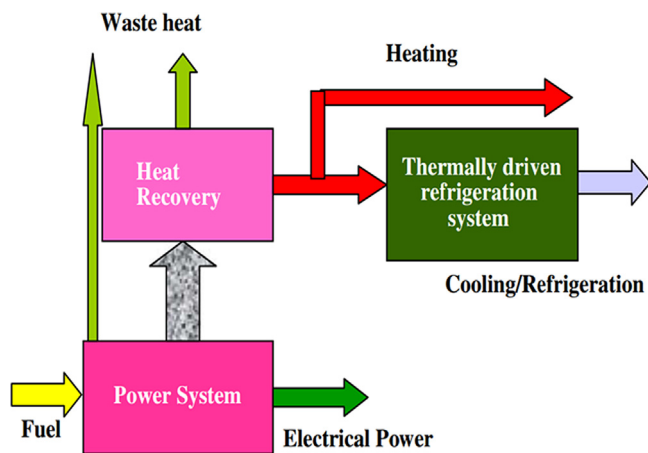 Waste heat
Heating
Heat
Recovery
Thermally driven
refrigeration
system
Cooling/Refrigeration
Power System
Fuel
Electrical Power